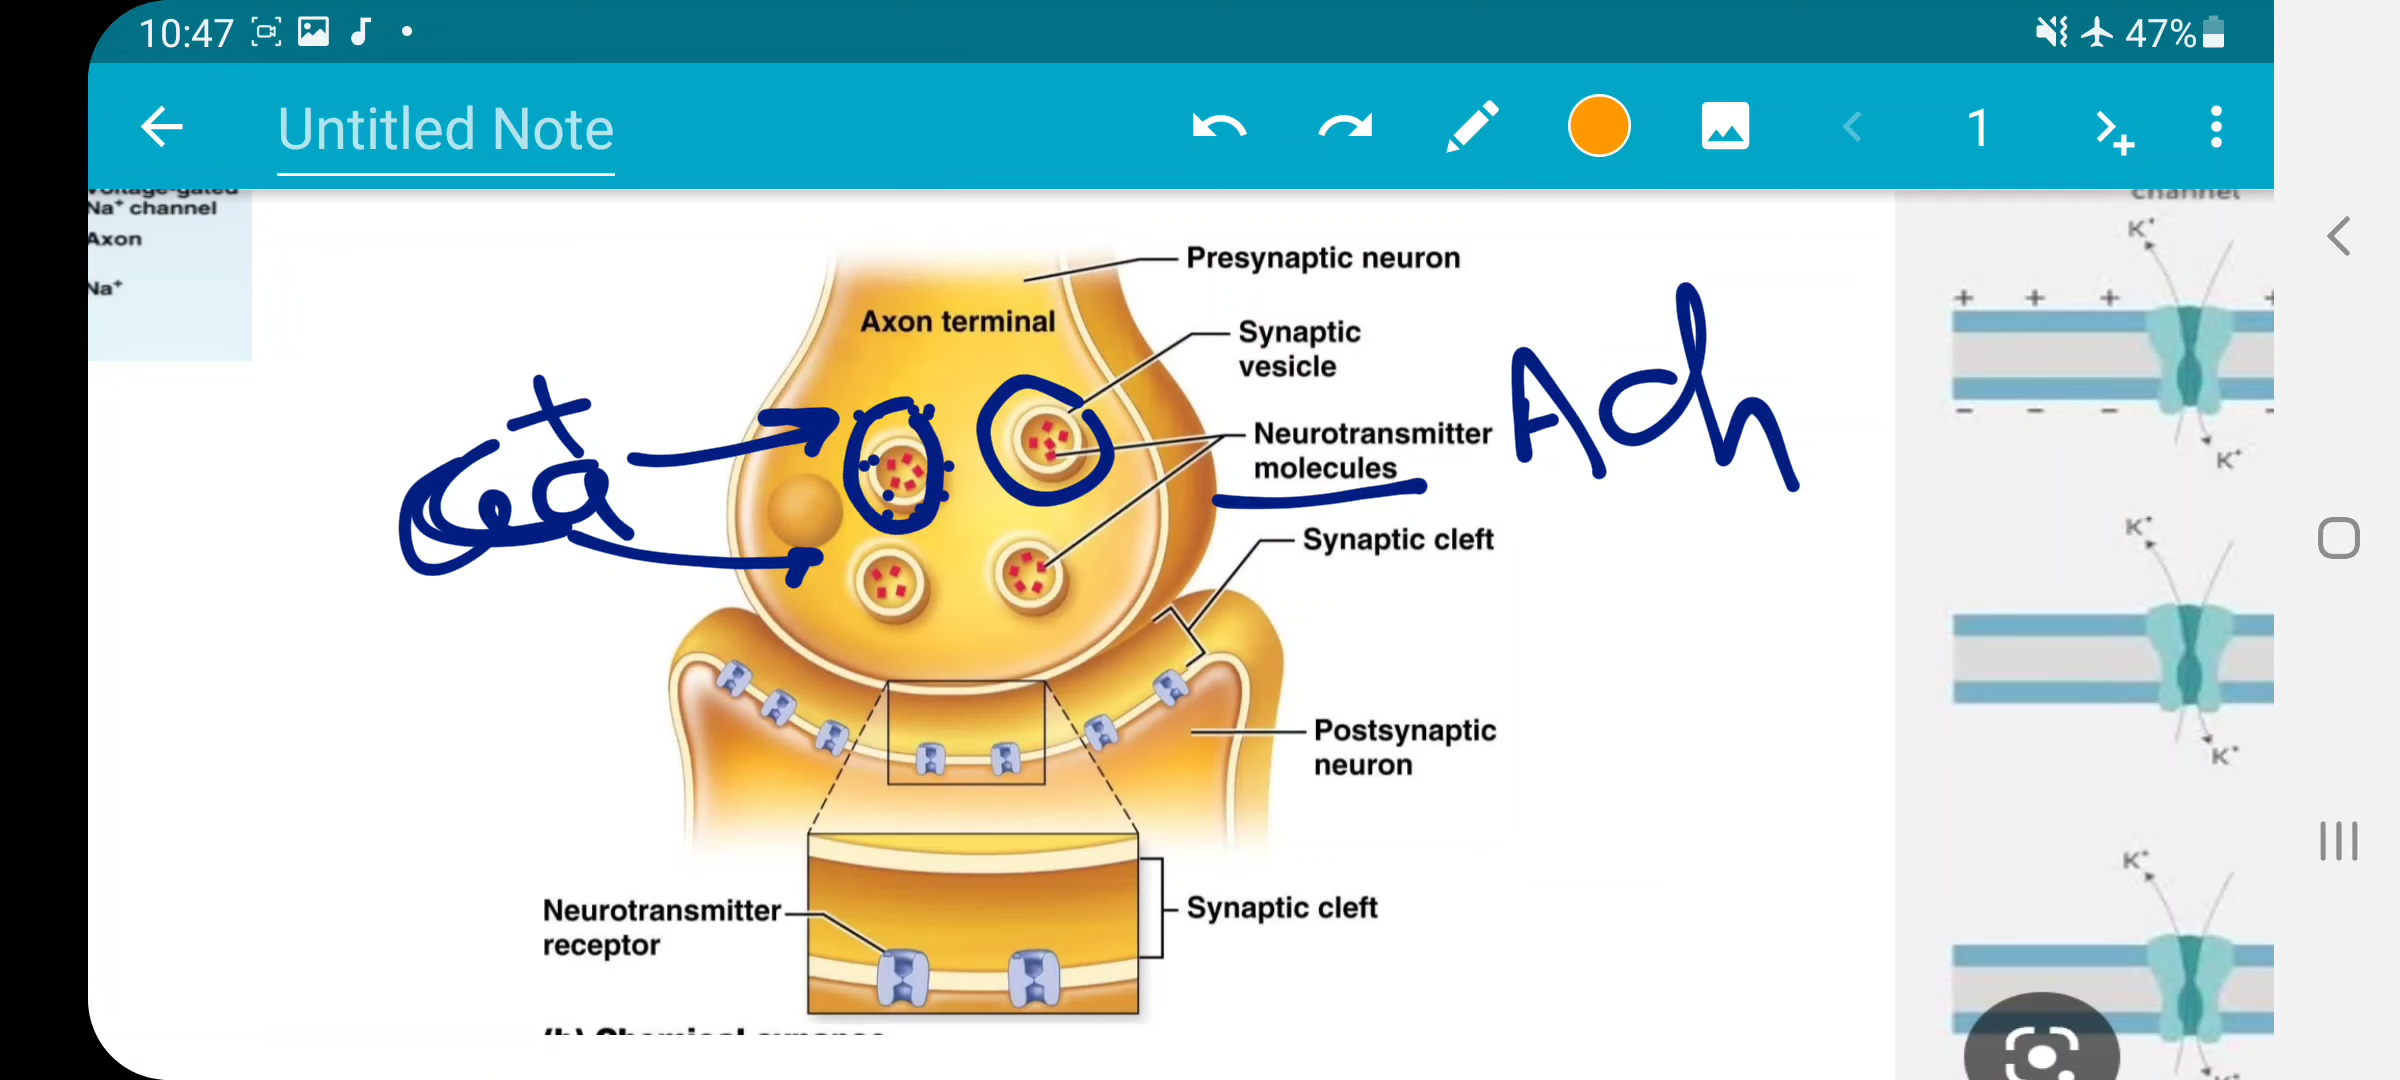 10:47
47%
Untitled Note
1
Na⁺ channel
Axon
Na⁺
Presynaptic neuron
Axon terminal
Synaptic
vesicle
Neurotransmitter
molecules
Ach
Ca
+
Synaptic cleft
Postsynaptic
neuron
Neurotransmitter
receptor
Synaptic cleft
channel
K⁺
+ + + +
− − − −
K⁺
K⁺
K⁺
K⁺